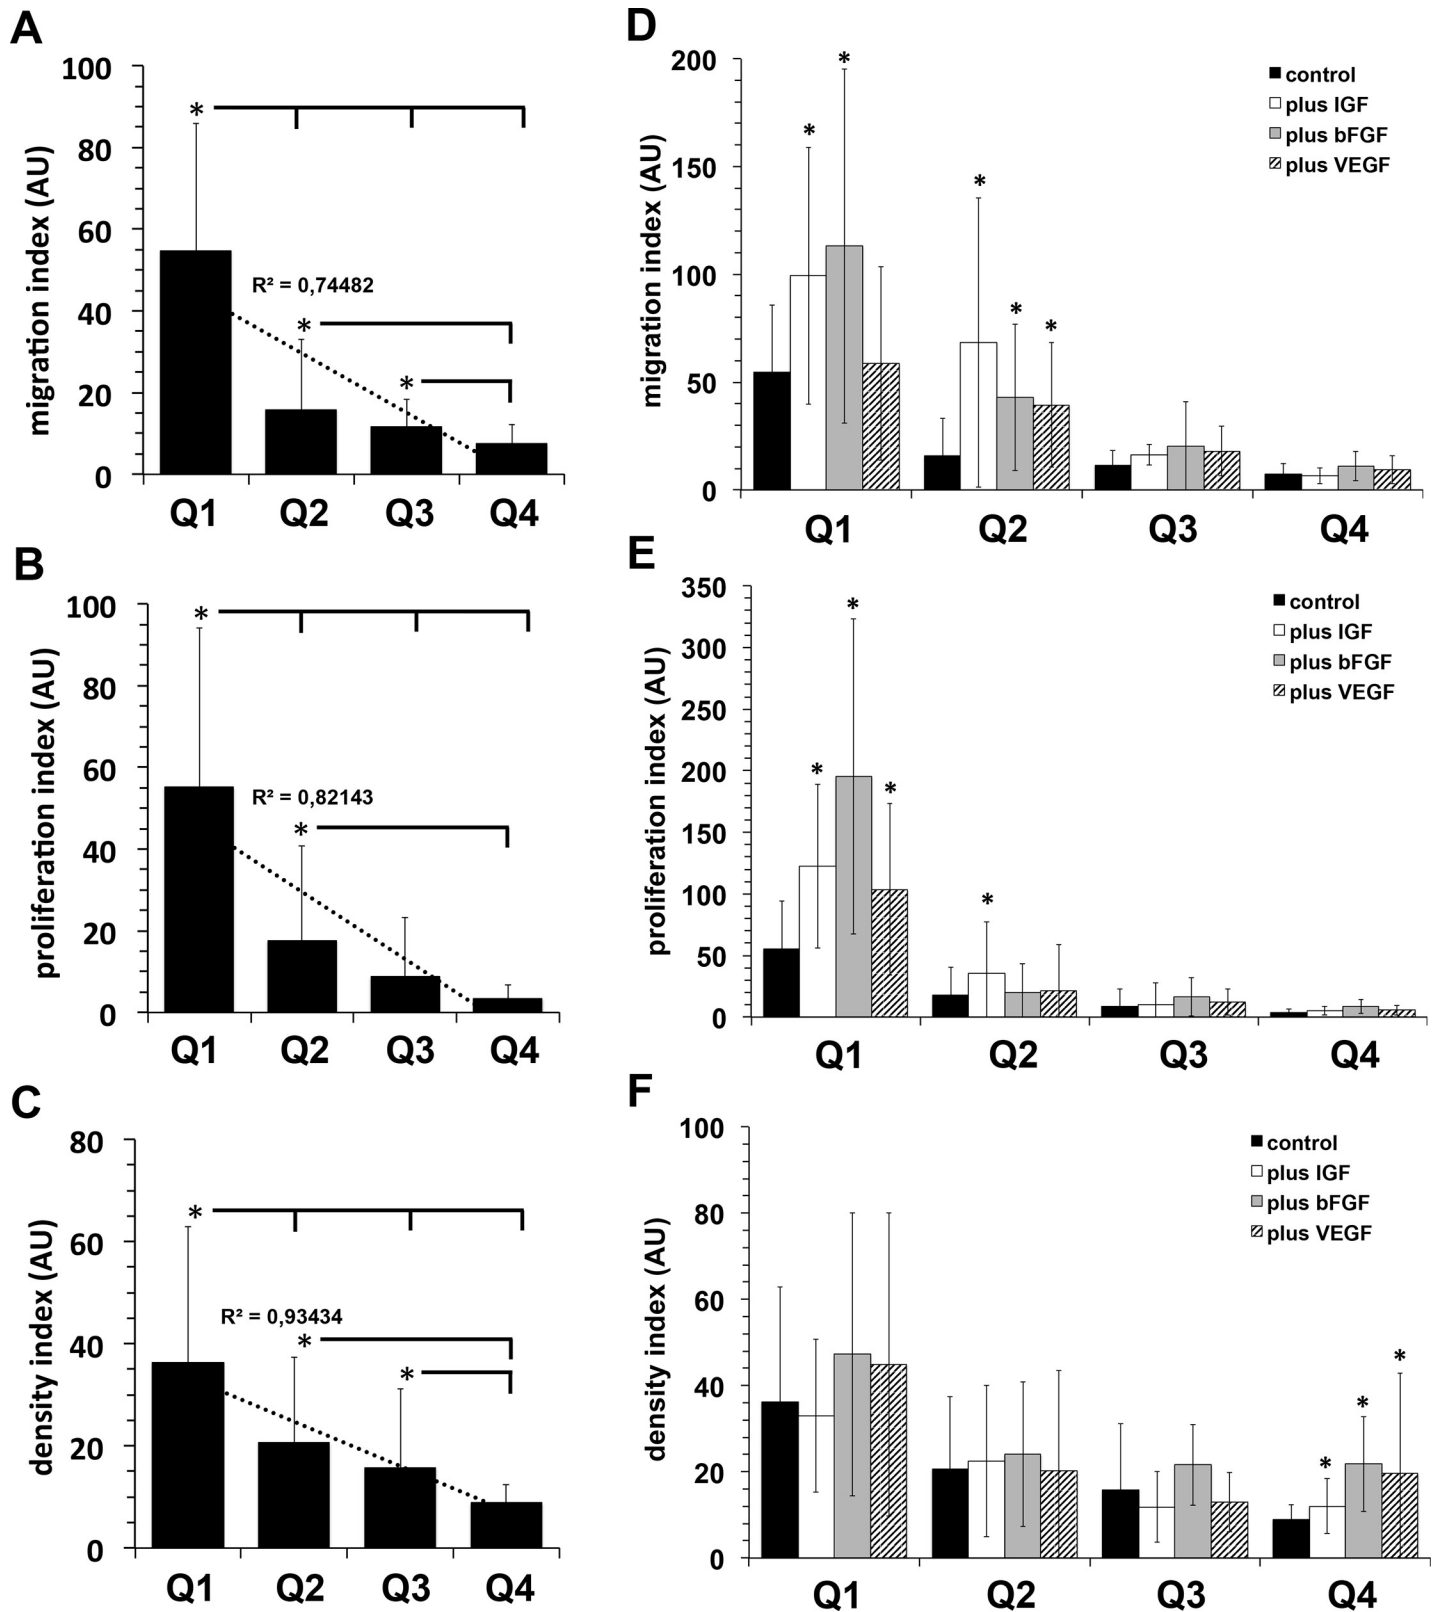 A
migration index (AU)
100
80
60
40
20
0
*
R² = 0,74482
*
*
Q1 Q2 Q3 Q4
B
proliferation index (AU)
100
80
60
40
20
0
*
R² = 0,82143
*
Q1 Q2 Q3 Q4
C
density index (AU)
80
60
40
20
0
*
R² = 0,93434
*
*
Q1 Q2 Q3 Q4
D
migration index (AU)
200
150
100
50
0
control
plus IGF
plus bFGF
plus VEGF
* * * * *
Q1 Q2 Q3 Q4
E
proliferation index (AU)
350
300
250
200
150
100
50
0
control
plus IGF
plus bFGF
plus VEGF
* * * *
Q1 Q2 Q3 Q4
F
density index (AU)
100
80
60
40
20
0
control
plus IGF
plus bFGF
plus VEGF
* * *
Q1 Q2 Q3 Q4